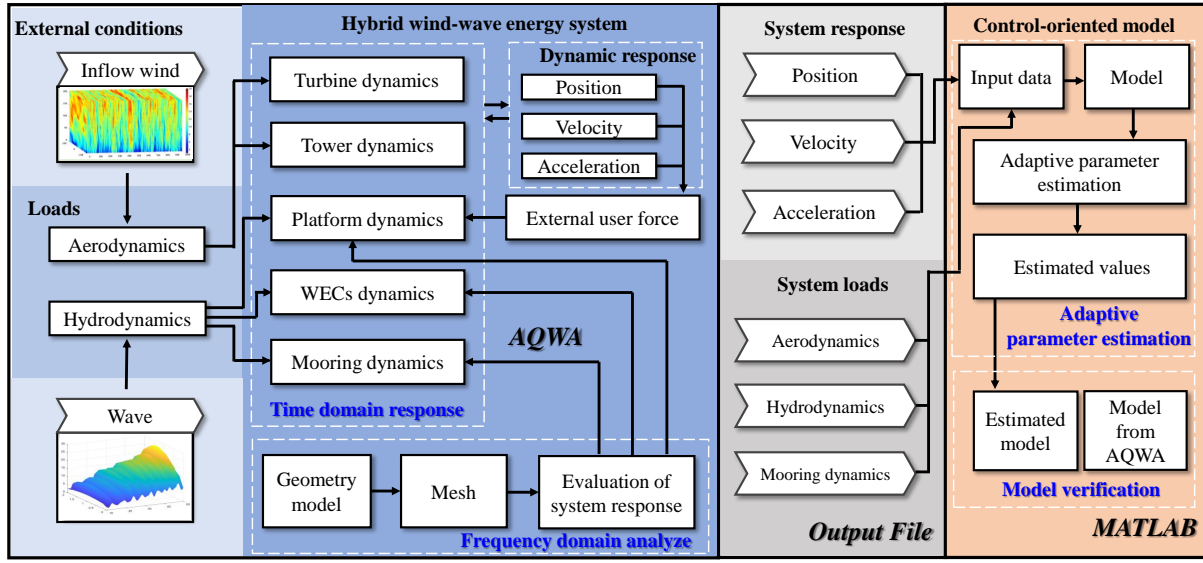 External conditions
Inflow wind
Loads
Aerodynamics
Hydrodynamics
Wave
Hybrid wind-wave energy system
Turbine dynamics
Tower dynamics
Platform dynamics
WECs dynamics
Mooring dynamics
Time domain response
Dynamic response
Position
Velocity
Acceleration
External user force
AQWA
Geometry
model
Mesh
Evaluation of
system response
Frequency domain analyze
System response
Position
Velocity
Acceleration
System loads
Aerodynamics
Hydrodynamics
Mooring dynamics
Output File
Control-oriented model
Input data
Model
Adaptive parameter
estimation
Estimated values
Adaptive
parameter estimation
Estimated
model
Model
from
AQWA
Model verification
MATLAB